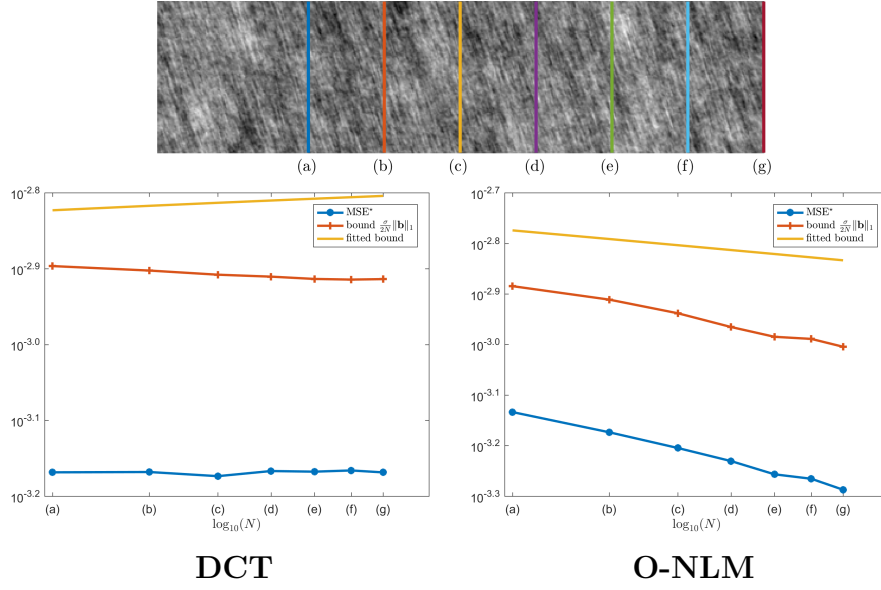 (a) (b) (c) (d) (e) (f) (g)
10^-2.8
10^-2.9
10^-3.0
10^-3.1
10^-3.2
MSE*
bound σ/2N ‖b‖₁
fitted bound
(a) (b) (c) (d) (e) (f) (g)
log₁₀(N)
DCT
10^-2.7
10^-2.8
10^-2.9
10^-3.0
10^-3.1
10^-3.2
10^-3.3
MSE*
bound σ/2N ‖b‖₁
fitted bound
(a) (b) (c) (d) (e) (f) (g)
log₁₀(N)
O-NLM